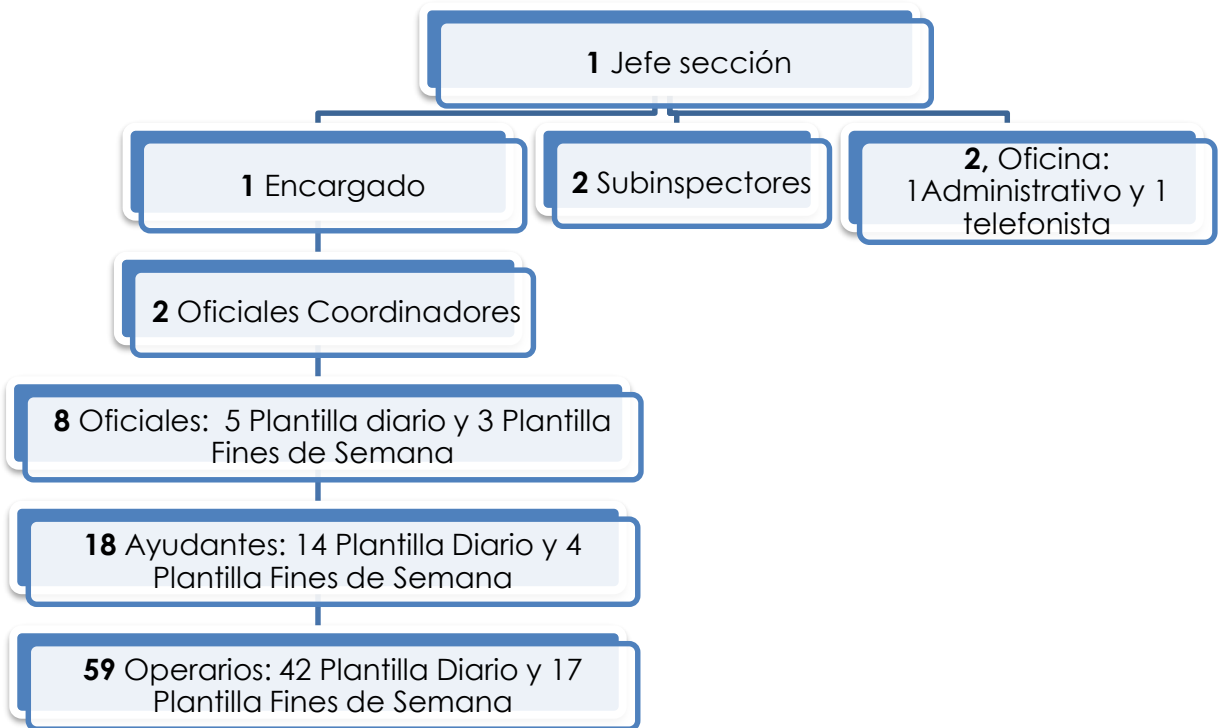 1 Jefe sección
1 Encargado
2 Subinspectores
2, Oficina:
1Administrativo y 1
telefonista
2 Oficiales Coordinadores
8 Oficiales: 5 Plantilla diario y 3 Plantilla
Fines de Semana
18 Ayudantes: 14 Plantilla Diario y 4
Plantilla Fines de Semana
59 Operarios: 42 Plantilla Diario y 17
Plantilla Fines de Semana